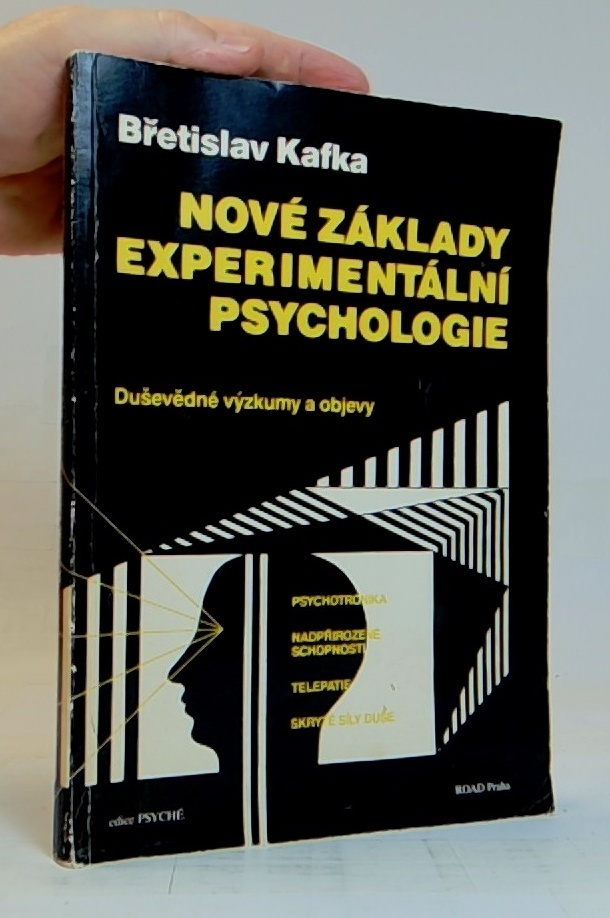 Břetislav Kafka
NOVÉ ZÁKLADY
EXPERIMENTÁLNÍ
PSYCHOLOGIE
Duševědné výzkumy a objevy
PSYCHOTRONIKA
NADPŘIROZENÉ
SCHOPNOSTI
TELEPATIE
SKRYTÉ SÍLY DUŠE
edice PSYCHÉ
ROAD Praha